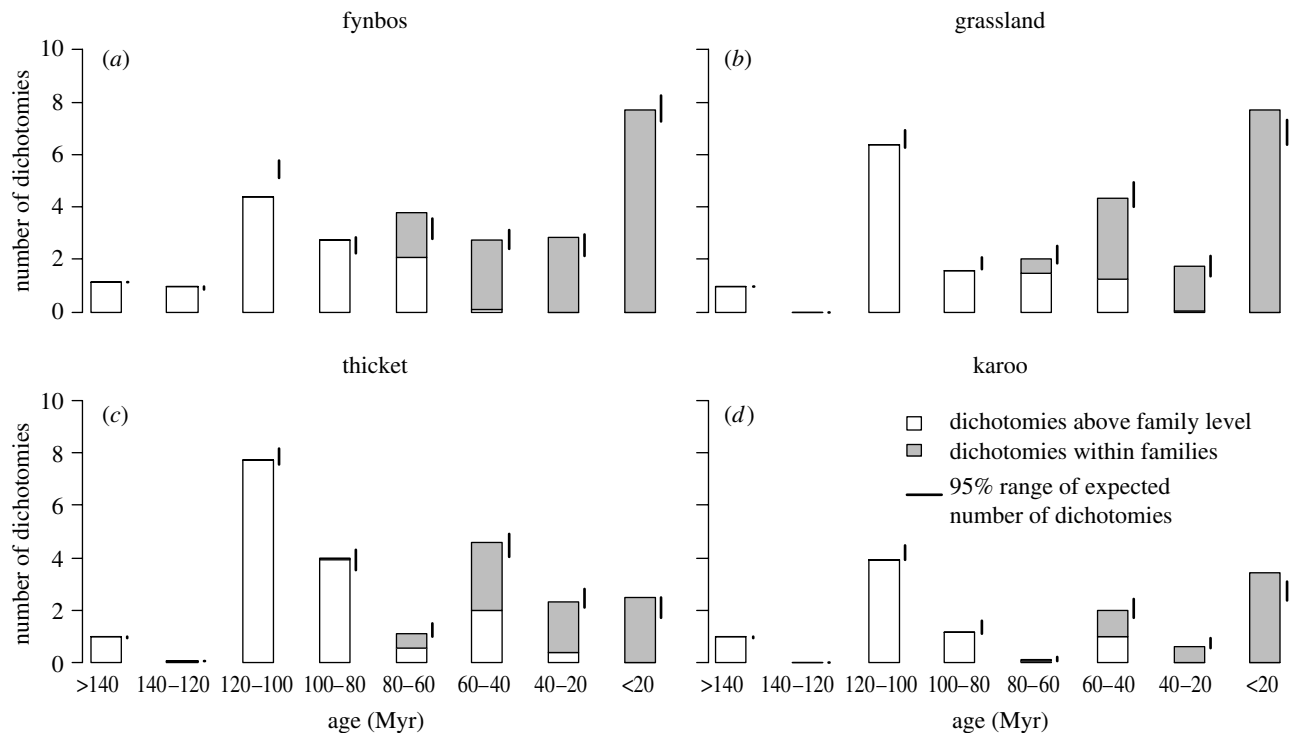 fynbos
grassland
10
8
6
4
2
0
number of dichotomies
(a)
(b)
thicket
karoo
10
8
6
4
2
0
number of dichotomies
(c)
(d)
dichotomies above family level
dichotomies within families
95% range of expected
number of dichotomies
>140 140–120 120–100 100–80 80–60 60–40 40–20 <20
>140 140–120 120–100 100–80 80–60 60–40 40–20 <20
age (Myr)
age (Myr)